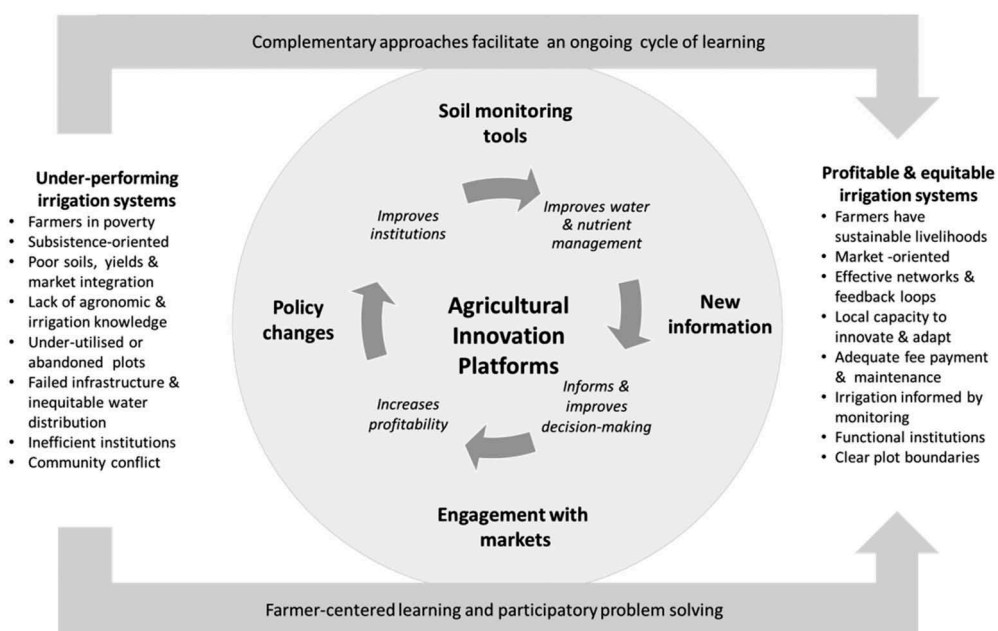 Complementary approaches facilitate an ongoing cycle of learning
Under-performing
irrigation systems
• Farmers in poverty
• Subsistence-oriented
• Poor soils, yields &
market integration
• Lack of agronomic &
irrigation knowledge
• Under-utilised or
abandoned plots
• Failed infrastructure &
inequitable water
distribution
• Inefficient institutions
• Community conflict
Soil monitoring
tools
Improves water
& nutrient
management
New
information
Informs &
improves
decision-making
Engagement with
markets
Increases
profitability
Policy
changes
Improves
institutions
Agricultural
Innovation
Platforms
Profitable & equitable
irrigation systems
• Farmers have
sustainable livelihoods
• Market -oriented
• Effective networks &
feedback loops
• Local capacity to
innovate & adapt
• Adequate fee payment
& maintenance
• Irrigation informed by
monitoring
• Functional institutions
• Clear plot boundaries
Farmer-centered learning and participatory problem solving